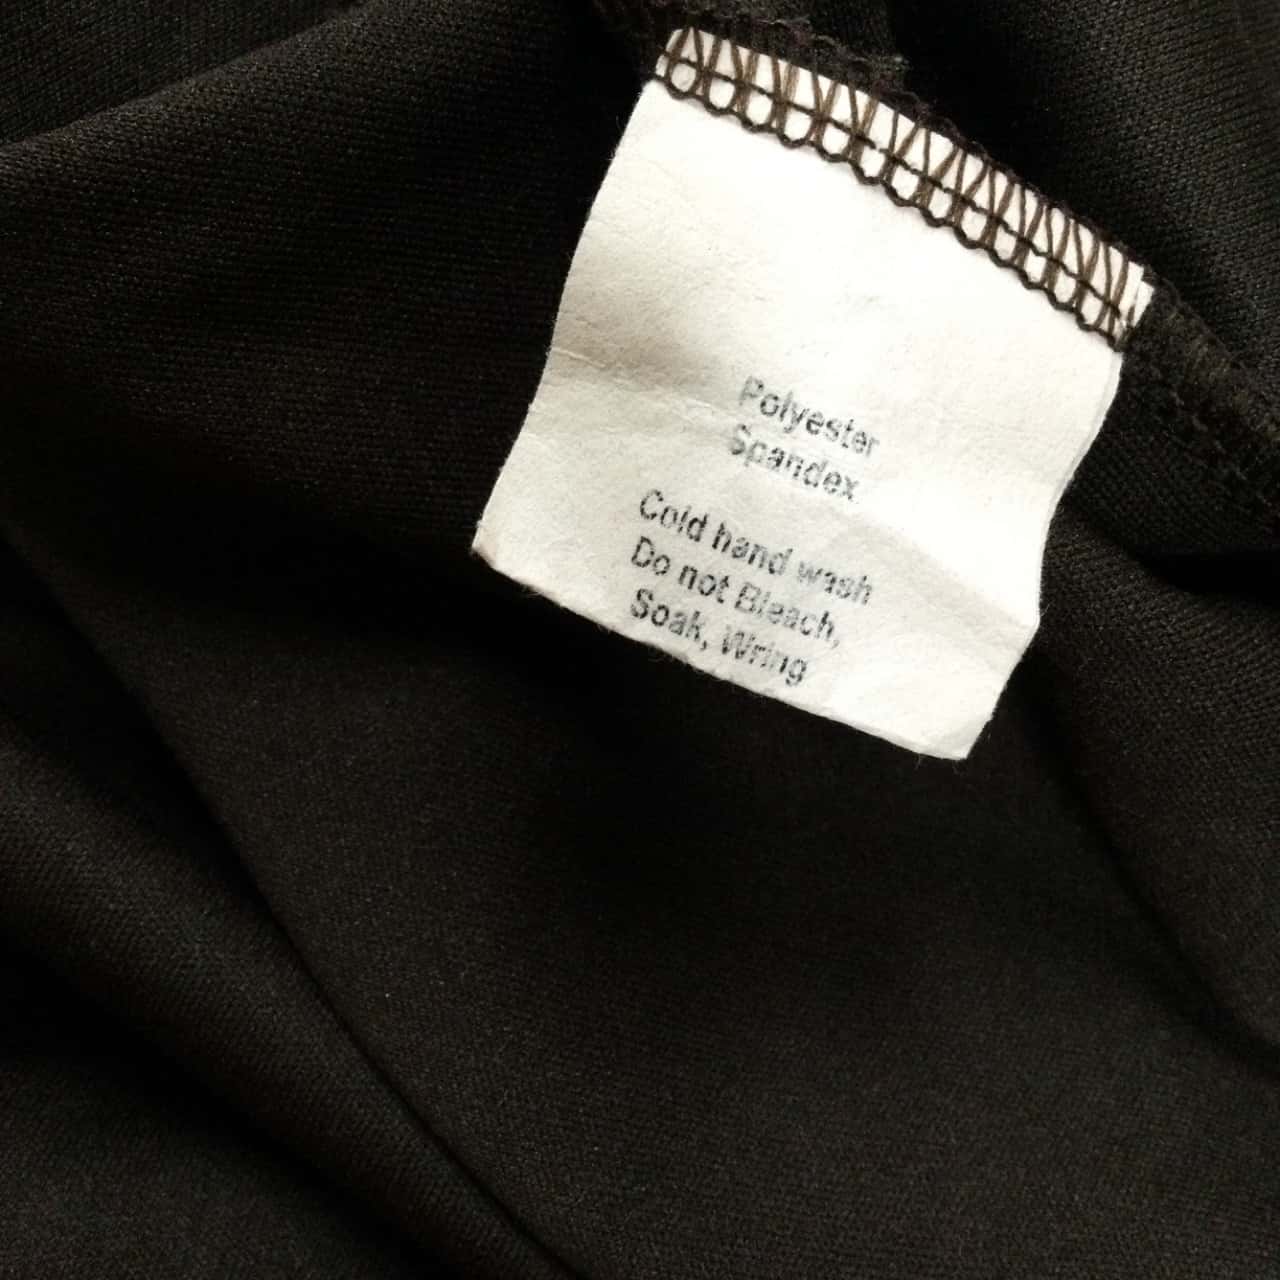 Polyester
Spandex
Cold hand wash
Do not Bleach,
Soak, Wring